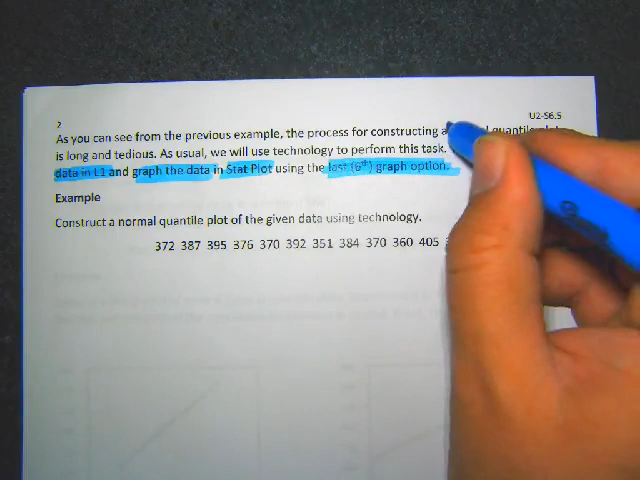 2
U2-S6.5
As you can see from the previous example, the process for constructing a quantile
is long and tedious. As usual, we will use technology to perform this task.
data in L1 and graph the data in Stat Plot using the last (6th) graph option.
Example
Construct a normal quantile plot of the given data using technology.
372 387 395 376 370 392 351 384 370 360 405